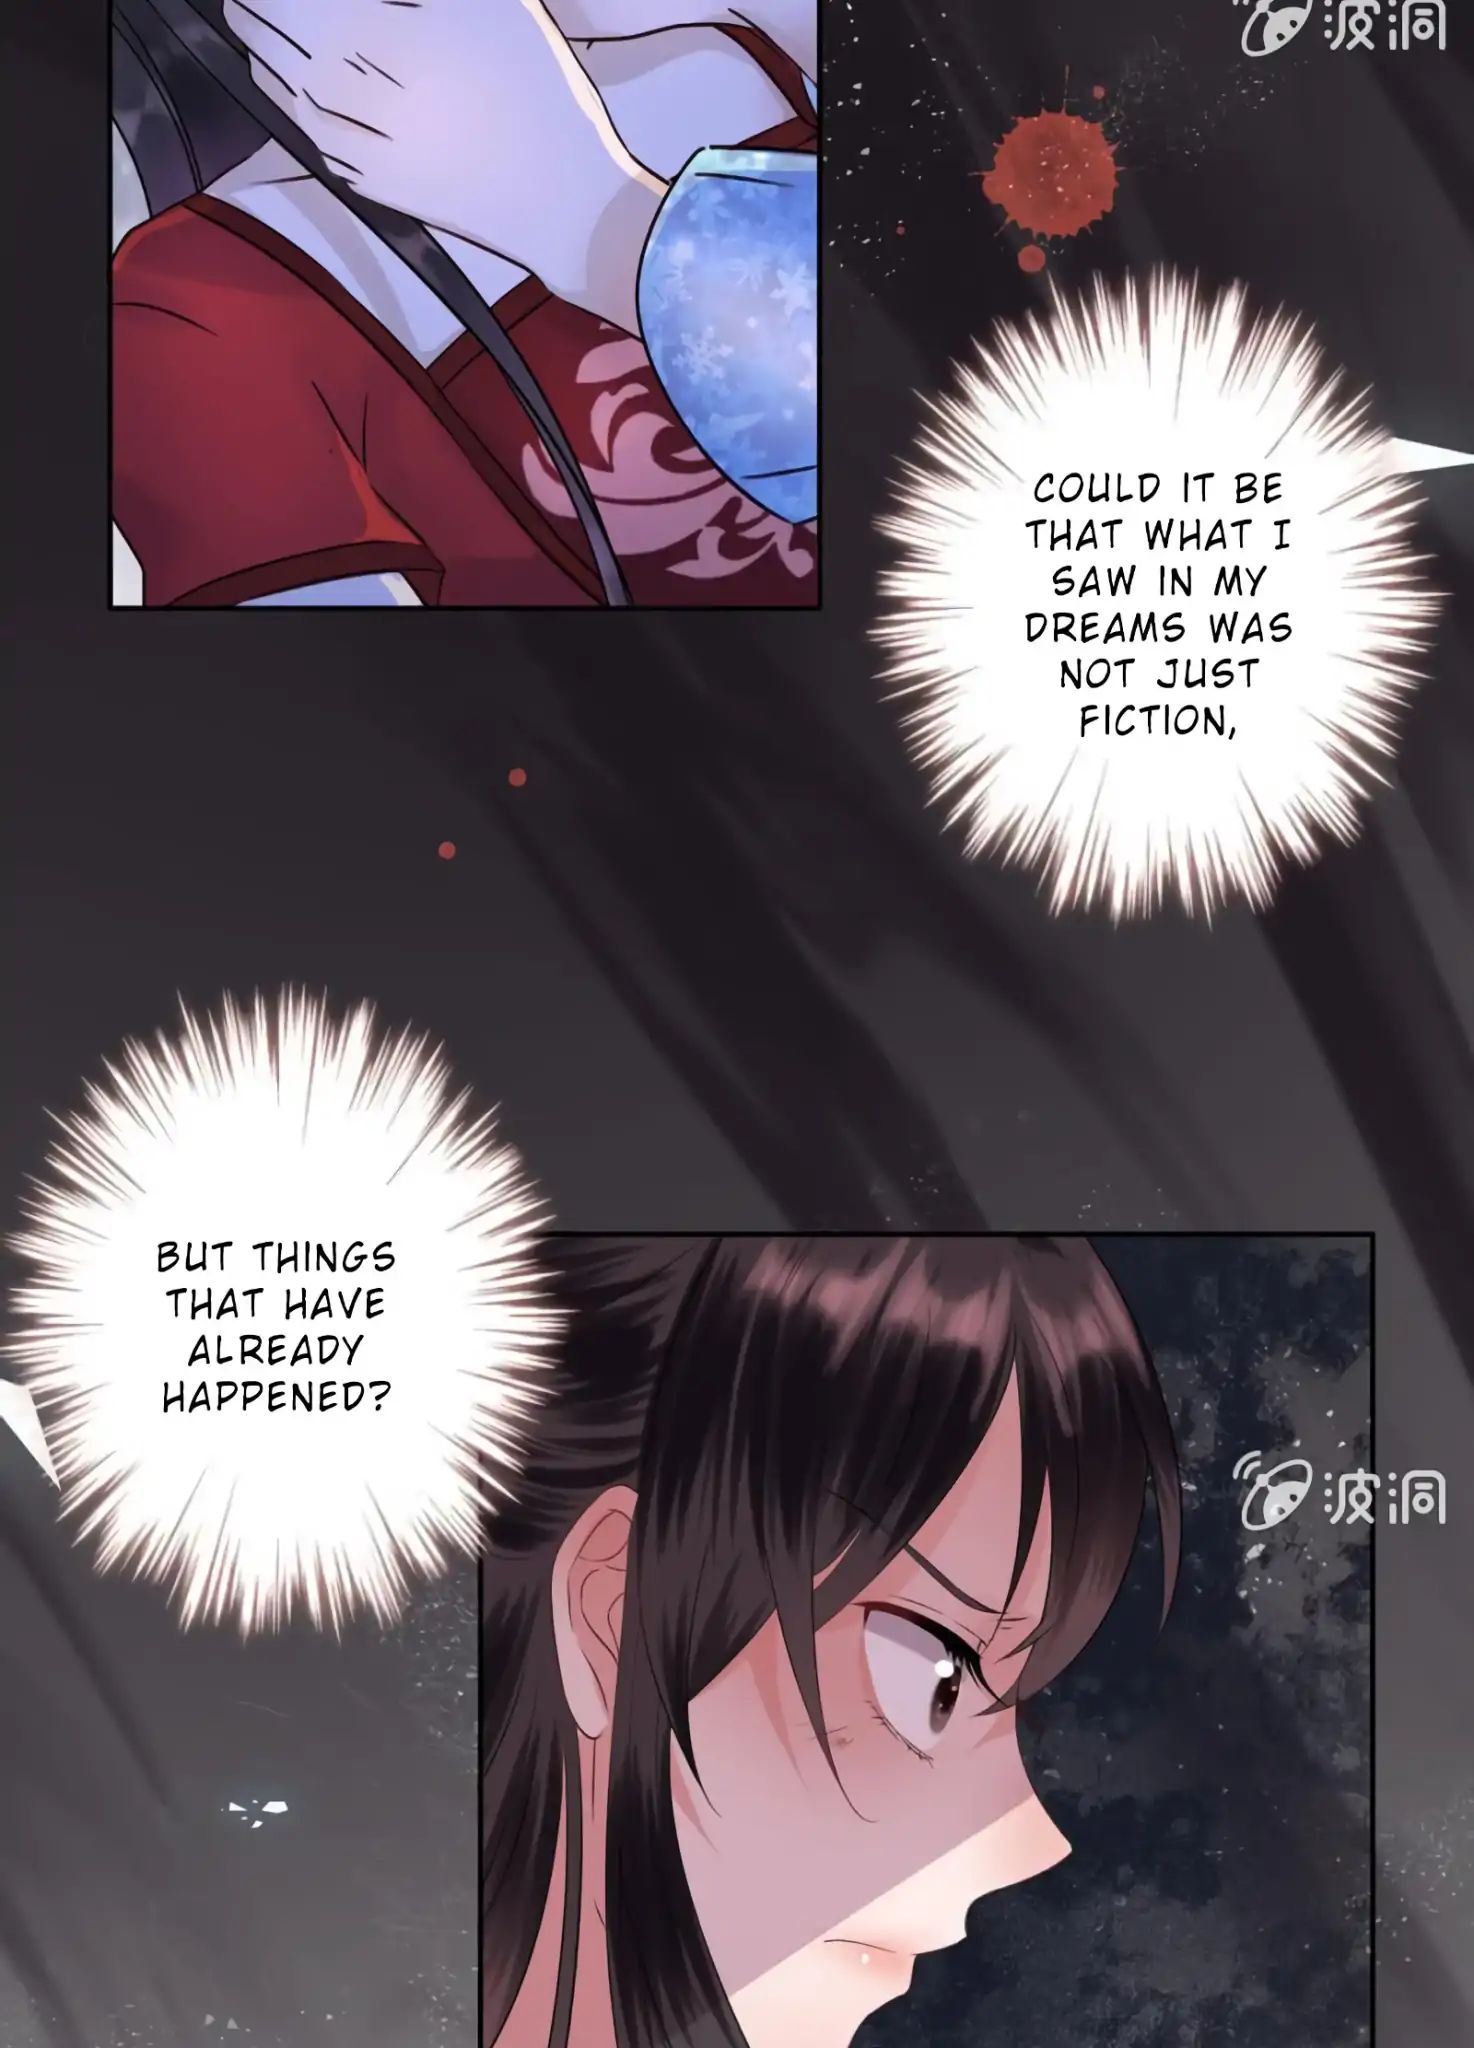 波洞
COULD IT BE
THAT WHAT I
SAW IN MY
DREAMS WAS
NOT JUST
FICTION,
BUT THINGS
THAT HAVE
ALREADY
HAPPENED?
波洞